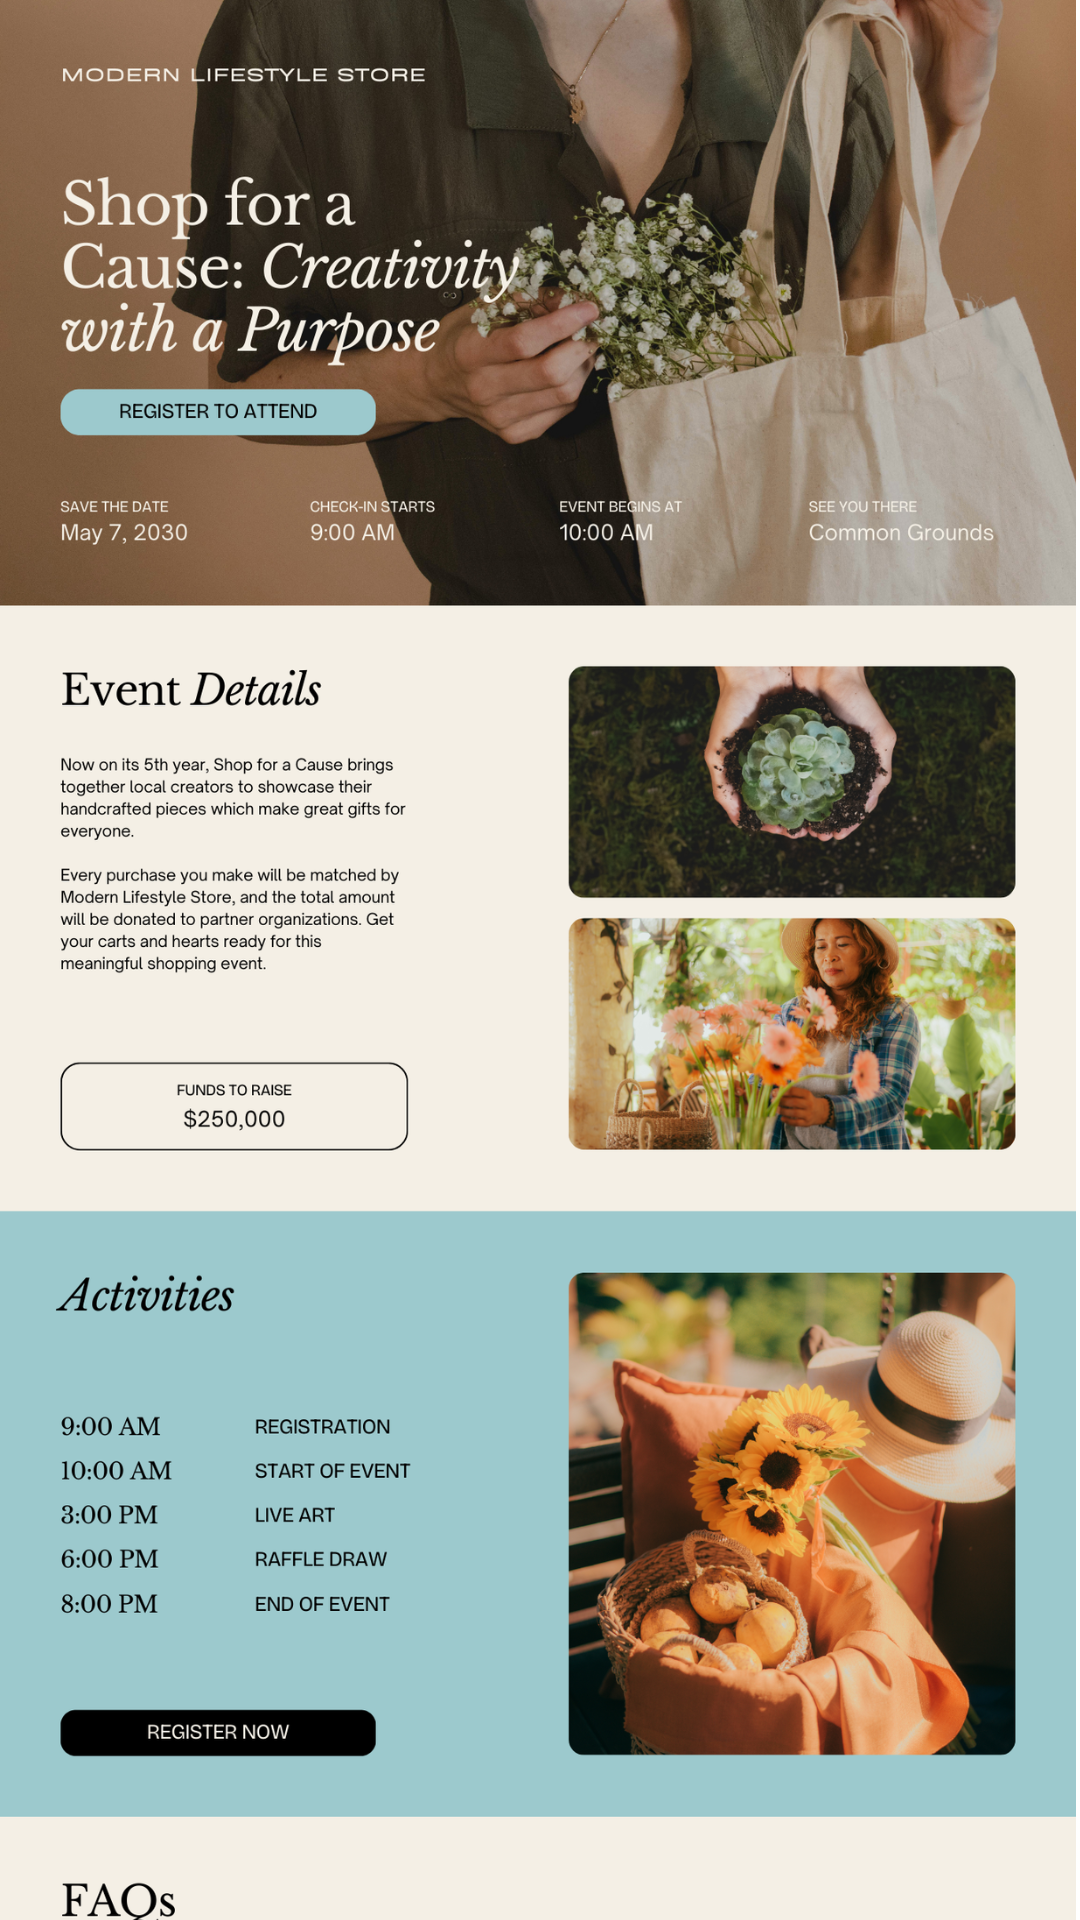 MODERN LIFESTYLE STORE
Shop for a
Cause: Creativity
with a Purpose
REGISTER TO ATTEND
SAVE THE DATE
May 7, 2030
CHECK-IN STARTS
9:00 AM
EVENT BEGINS AT
10:00 AM
SEE YOU THERE
Common Grounds
Event Details
Now on its 5th year, Shop for a Cause brings
together local creators to showcase their
handcrafted pieces which make great gifts for
everyone.
Every purchase you make will be matched by
Modern Lifestyle Store, and the total amount
will be donated to partner organizations. Get
your carts and hearts ready for this
meaningful shopping event.
FUNDS TO RAISE
$250,000
Activities
9:00 AM REGISTRATION
10:00 AM START OF EVENT
3:00 PM LIVE ART
6:00 PM RAFFLE DRAW
8:00 PM END OF EVENT
REGISTER NOW
FAQs